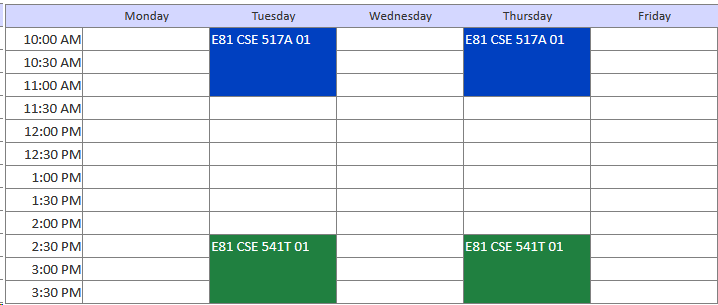 Monday Tuesday Wednesday Thursday Friday
10:00 AM E81 CSE 517A 01 E81 CSE 517A 01
10:30 AM
11:00 AM
11:30 AM
12:00 PM
12:30 PM
1:00 PM
1:30 PM
2:00 PM
2:30 PM E81 CSE 541T 01 E81 CSE 541T 01
3:00 PM
3:30 PM